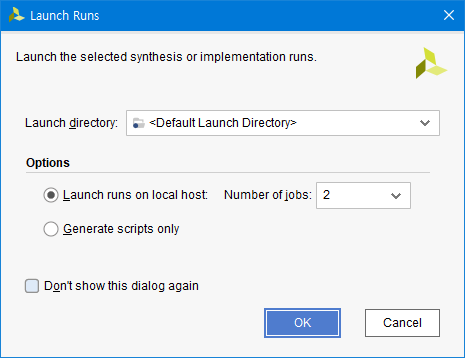 Launch Runs
Launch the selected synthesis or implementation runs.
Launch directory: <Default Launch Directory>
Options
Launch runs on local host: Number of jobs: 2
Generate scripts only
Don't show this dialog again
OK Cancel